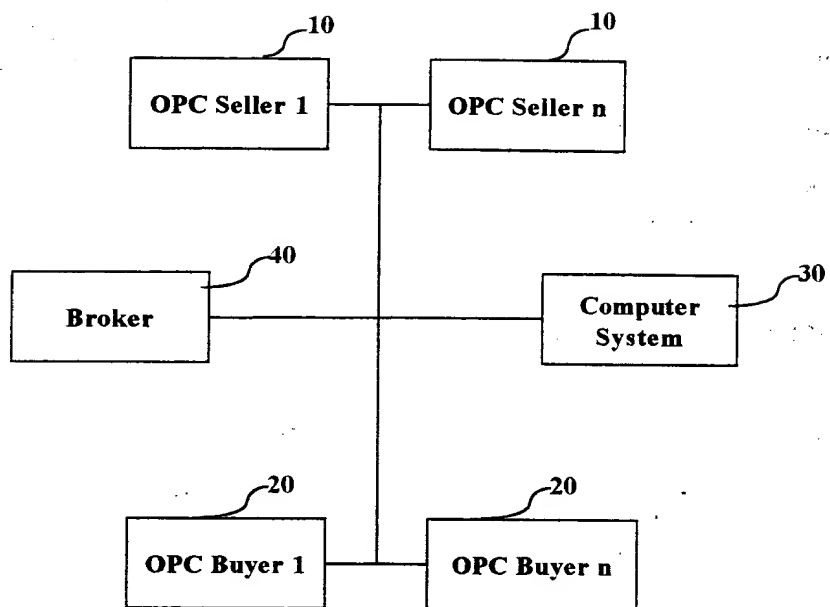 10
10
OPC Seller 1
OPC Seller n
40
30
Broker
Computer
System
20
20
OPC Buyer 1
OPC Buyer n